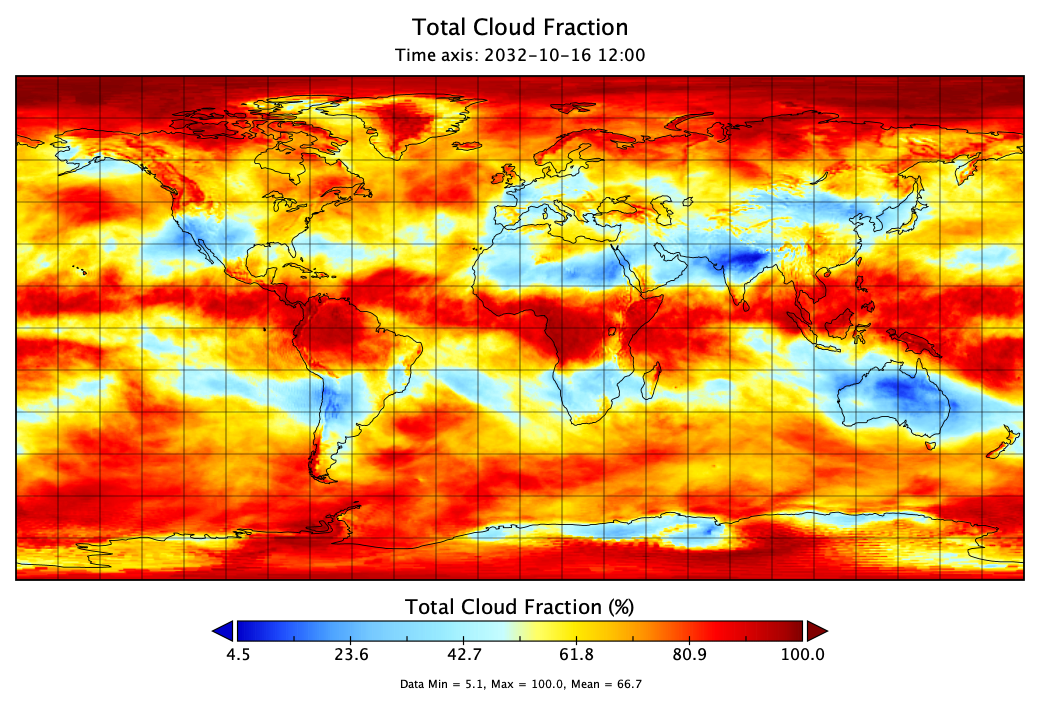 Total Cloud Fraction
Time axis: 2032-10-16 12:00
Total Cloud Fraction (%)
4.5 23.6 42.7 61.8 80.9 100.0
Data Min = 5.1, Max = 100.0, Mean = 66.7